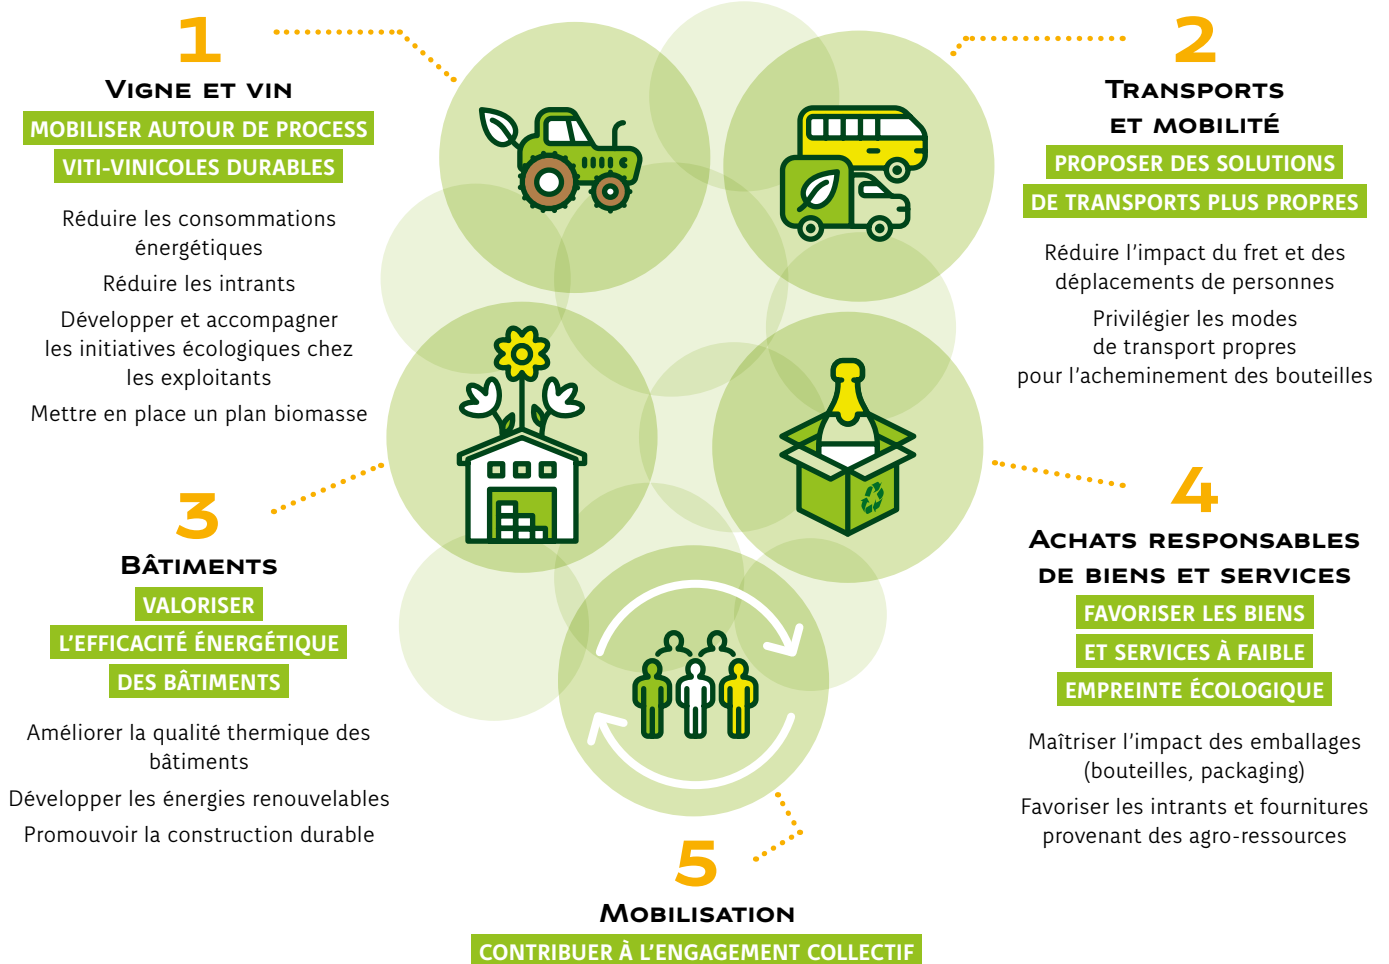 1
VIGNE ET VIN
MOBILISER AUTOUR DE PROCESS
VITI-VINICOLES DURABLES
Réduire les consommations
énergétiques
Réduire les intrants
Développer et accompagner
les initiatives écologiques chez
les exploitants
Mettre en place un plan biomasse
2
TRANSPORTS
ET MOBILITÉ
PROPOSER DES SOLUTIONS
DE TRANSPORTS PLUS PROPRES
Réduire l’impact du fret et des
déplacements de personnes
Privilégier les modes
de transport propres
pour l’acheminement des bouteilles
3
BÂTIMENTS
VALORISER
L’EFFICACITÉ ÉNERGÉTIQUE
DES BÂTIMENTS
Améliorer la qualité thermique des
bâtiments
Développer les énergies renouvelables
Promouvoir la construction durable
4
ACHATS RESPONSABLES
DE BIENS ET SERVICES
FAVORISER LES BIENS
ET SERVICES À FAIBLE
EMPREINTE ÉCOLOGIQUE
Maîtriser l’impact des emballages
(bouteilles, packaging)
Favoriser les intrants et fournitures
provenant des agro-ressources
5
MOBILISATION
CONTRIBUER À L’ENGAGEMENT COLLECTIF